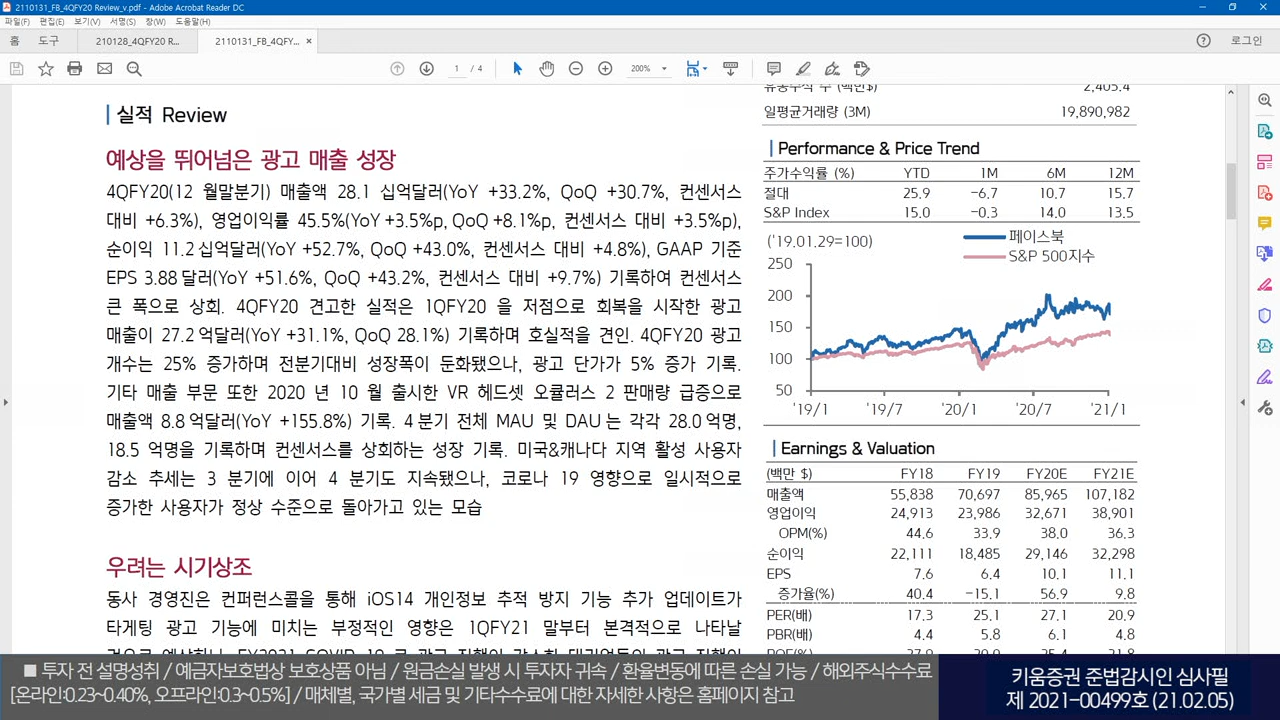 2110131_FB_4QFY20 Review_v.pdf - Adobe Acrobat Reader DC
파일(F) 편집(E) 보기(V) 서명(S) 창(W) 도움말(H)
홈 도구 210128_4QFY20 R... 2110131_FB_4QFY... ×
로그인
1 / 4 200%
실적 Review
예상을 뛰어넘은 광고 매출 성장
4QFY20(12 월말분기) 매출액 28.1 십억달러(YoY +33.2%, QoQ +30.7%, 컨센서스
대비 +6.3%), 영업이익률 45.5%(YoY +3.5%p, QoQ +8.1%p, 컨센서스 대비 +3.5%p),
순이익 11.2 십억달러(YoY +52.7%, QoQ +43.0%, 컨센서스 대비 +4.8%), GAAP 기준
EPS 3.88 달러(YoY +51.6%, QoQ +43.2%, 컨센서스 대비 +9.7%) 기록하여 컨센서스
큰 폭으로 상회. 4QFY20 견고한 실적은 1QFY20 을 저점으로 회복을 시작한 광고
매출이 27.2 억달러(YoY +31.1%, QoQ 28.1%) 기록하며 호실적을 견인. 4QFY20 광고
개수는 25% 증가하며 전분기대비 성장폭이 둔화됐으나, 광고 단가가 5% 증가 기록.
기타 매출 부문 또한 2020 년 10 월 출시한 VR 헤드셋 오큘러스 2 판매량 급증으로
매출액 8.8 억달러(YoY +155.8%) 기록. 4 분기 전체 MAU 및 DAU 는 각각 28.0 억명,
18.5 억명을 기록하며 컨센서스를 상회하는 성장 기록. 미국&캐나다 지역 활성 사용자
감소 추세는 3 분기에 이어 4 분기도 지속됐으나, 코로나 19 영향으로 일시적으로
증가한 사용자가 정상 수준으로 돌아가고 있는 모습
우려는 시기상조
동사 경영진은 컨퍼런스콜을 통해 iOS14 개인정보 추적 방지 기능 추가 업데이트가
타게팅 광고 기능에 미치는 부정적인 영향은 1QFY21 말부터 본격적으로 나타날
유동주식 수 (백만$) 2,405.4
일평균거래량 (3M) 19,890,982
Performance & Price Trend
주가수익률 (%) YTD 1M 6M 12M
절대 25.9 -6.7 10.7 15.7
S&P Index 15.0 -0.3 14.0 13.5
('19.01.29=100)
페이스북
S&P 500지수
250
200
150
100
50
'19/1 '19/7 '20/1 '20/7 '21/1
Earnings & Valuation
(백만 $) FY18 FY19 FY20E FY21E
매출액 55,838 70,697 85,965 107,182
영업이익 24,913 23,986 32,671 38,901
OPM(%) 44.6 33.9 38.0 36.3
순이익 22,111 18,485 29,146 32,298
EPS 7.6 6.4 10.1 11.1
증가율(%) 40.4 -15.1 56.9 9.8
PER(배) 17.3 25.1 27.1 20.9
PBR(배) 4.4 5.8 6.1 4.8
■ 투자 전 설명성취 / 예금자보호법상 보호상품 아님 / 원금손실 발생 시 투자자 귀속 / 환율변동에 따른 손실 가능 / 해외주식수수료
[온라인:0.23~0.40%, 오프라인:0.3~0.5%] / 매체별, 국가별 세금 및 기타수수료에 대한 자세한 사항은 홈페이지 참고
키움증권 준법감시인 심사필
제 2021-00499호 (21.02.05)